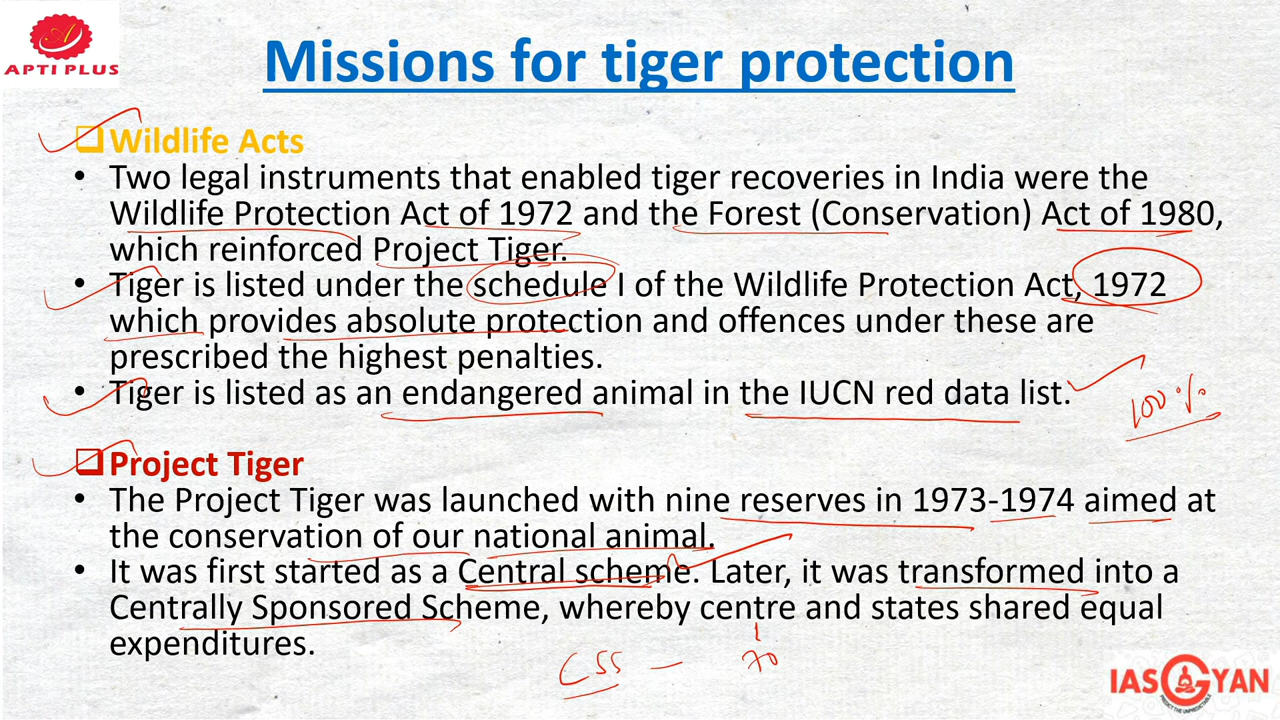 APTI PLUS
Missions for tiger protection
Wildlife Acts
• Two legal instruments that enabled tiger recoveries in India were the
Wildlife Protection Act of 1972 and the Forest (Conservation) Act of 1980,
which reinforced Project Tiger.
• Tiger is listed under the schedule I of the Wildlife Protection Act, 1972
which provides absolute protection and offences under these are
prescribed the highest penalties.
• Tiger is listed as an endangered animal in the IUCN red data list.
100%
Project Tiger
• The Project Tiger was launched with nine reserves in 1973-1974 aimed at
the conservation of our national animal.
• It was first started as a Central scheme. Later, it was transformed into a
Centrally Sponsored Scheme, whereby centre and states shared equal
expenditures.
CSS — 70
IASGYAN
PREDICT THE UNPREDICTABLE